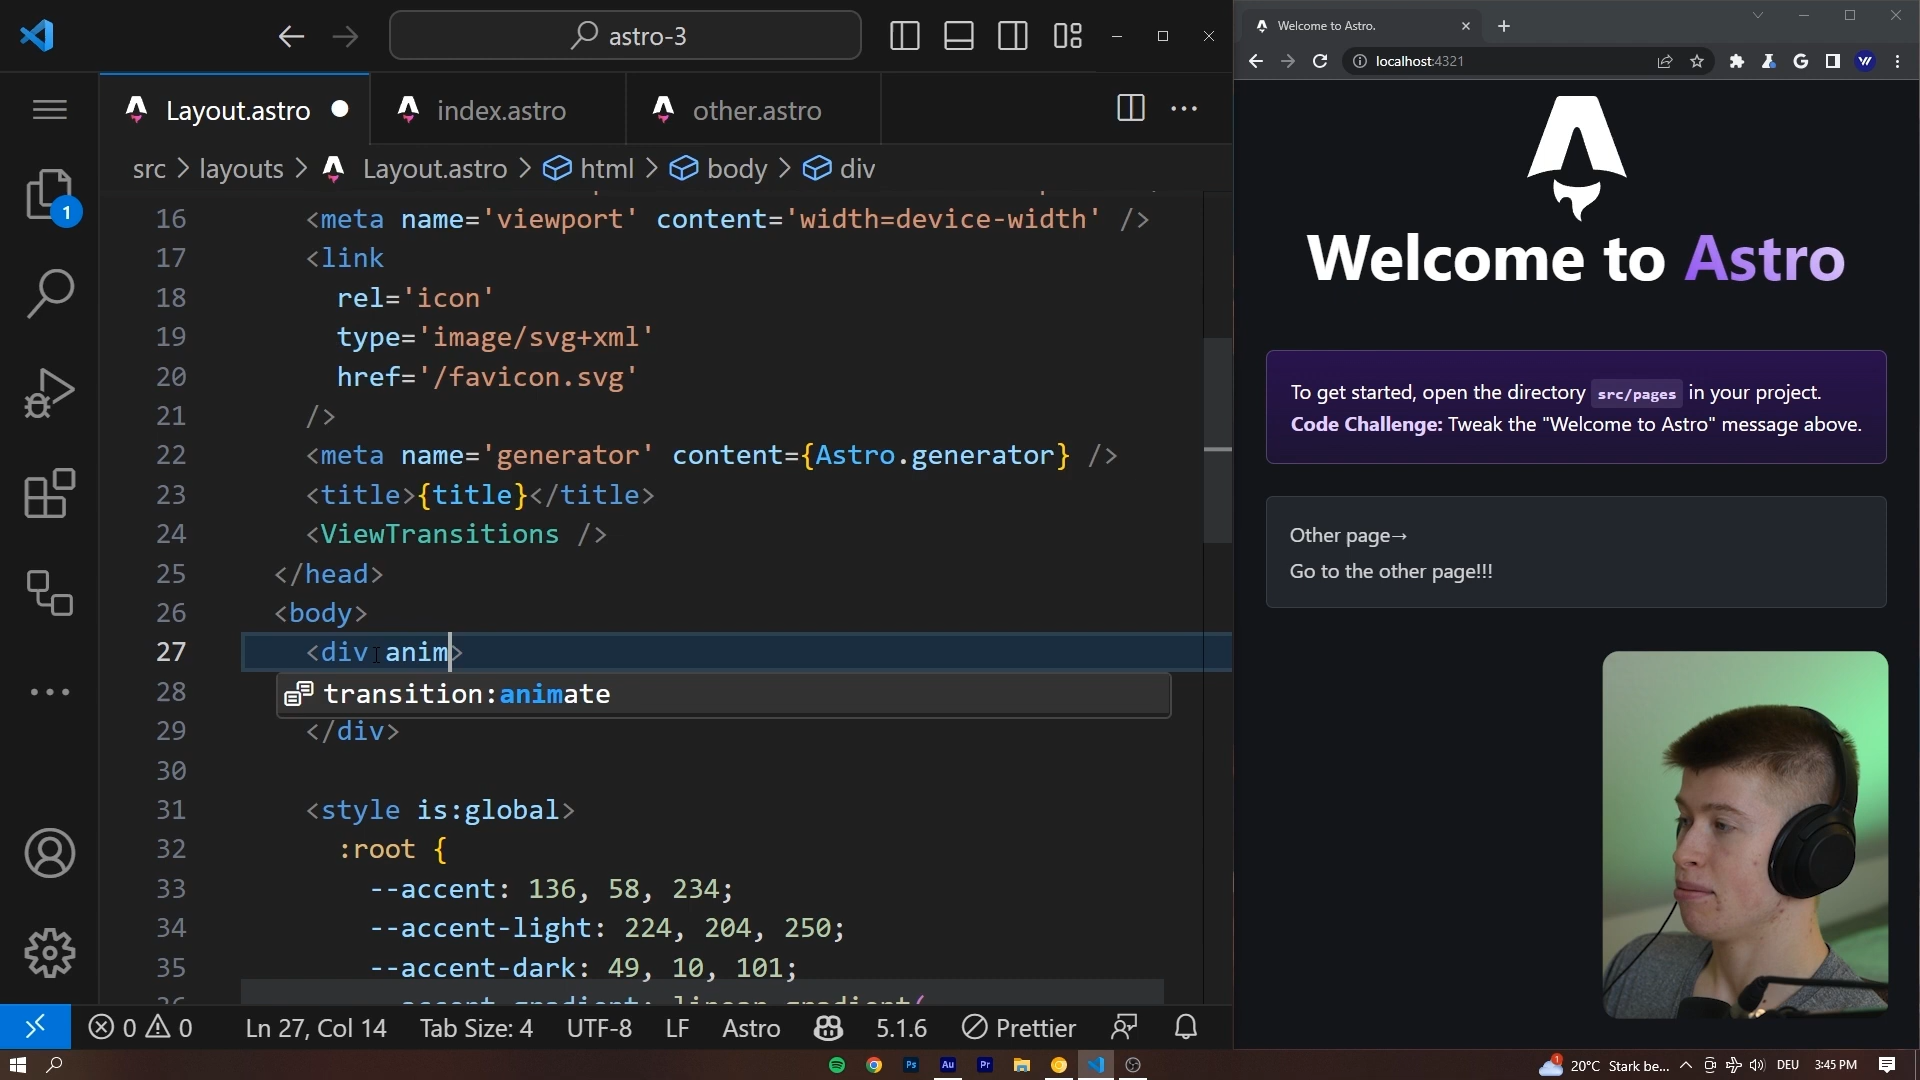 astro-3
Layout.astro
index.astro
other.astro
src > layouts > Layout.astro > html > body > div
16 <meta name='viewport' content='width=device-width' />
17 <link
18 rel='icon'
19 type='image/svg+xml'
20 href='/favicon.svg'
21 />
22 <meta name='generator' content={Astro.generator} />
23 <title>{title}</title>
24 <ViewTransitions />
25 </head>
26 <body>
27 <div anim>
transition:animate
28
29 </div>
30
31 <style is:global>
32 :root {
33 --accent: 136, 58, 234;
34 --accent-light: 224, 204, 250;
35 --accent-dark: 49, 10, 101;
1
0 0 Ln 27, Col 14 Tab Size: 4 UTF-8 LF Astro 5.1.6 Prettier
Welcome to Astro.
localhost:4321
Welcome to Astro
To get started, open the directory src/pages in your project.
Code Challenge: Tweak the "Welcome to Astro" message above.
Other page→
Go to the other page!!!
Ps Au Pr
1 20°C Stark be... DEU 3:45 PM